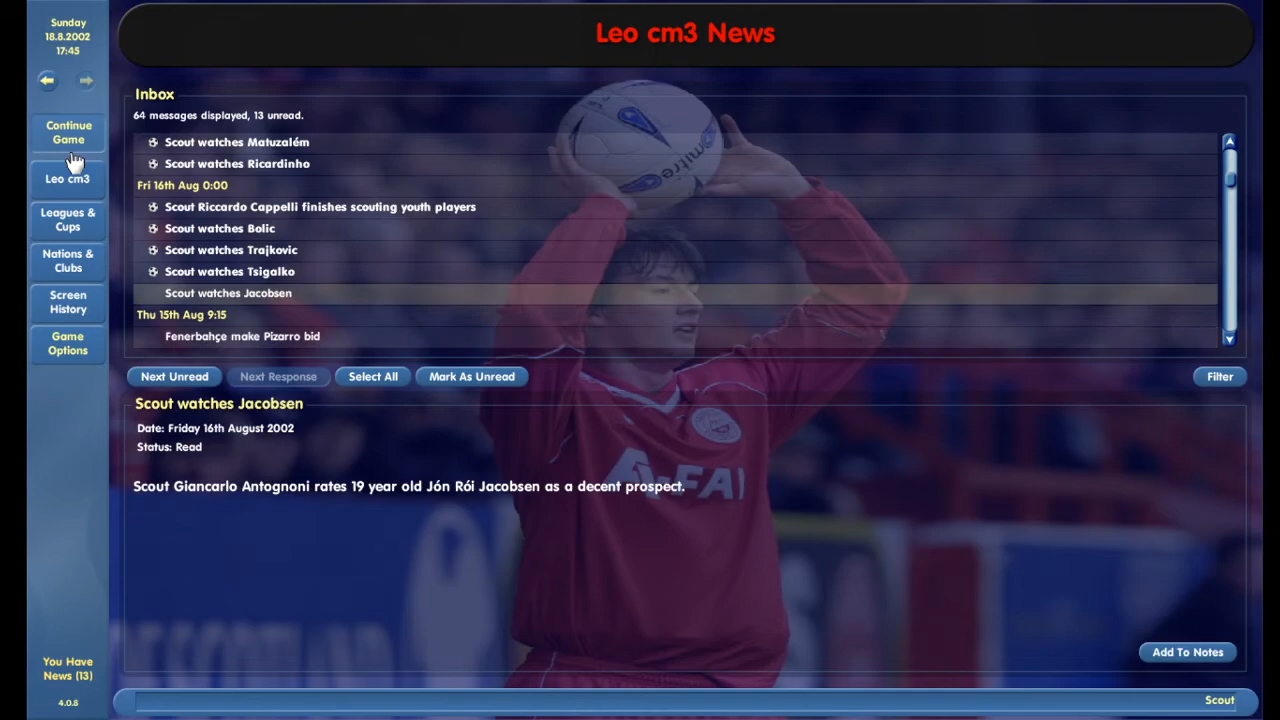 Sunday
18.8.2002
17:45
Continue
Game
Leo cm3
Leagues &
Cups
Nations &
Clubs
Screen
History
Game
Options
You Have
News (13)
4.0.8
Leo cm3 News
Inbox
64 messages displayed, 13 unread.
Scout watches Matuzalém
Scout watches Ricardinho
Fri 16th Aug 0:00
Scout Riccardo Cappelli finishes scouting youth players
Scout watches Bolic
Scout watches Trajkovic
Scout watches Tsigalko
Scout watches Jacobsen
Thu 15th Aug 9:15
Fenerbahçe make Pizarro bid
Next Unread
Next Response
Select All
Mark As Unread
Filter
Scout watches Jacobsen
Date: Friday 16th August 2002
Status: Read
Scout Giancarlo Antognoni rates 19 year old Jón Rói Jacobsen as a decent prospect.
Add To Notes
Scout
mitre